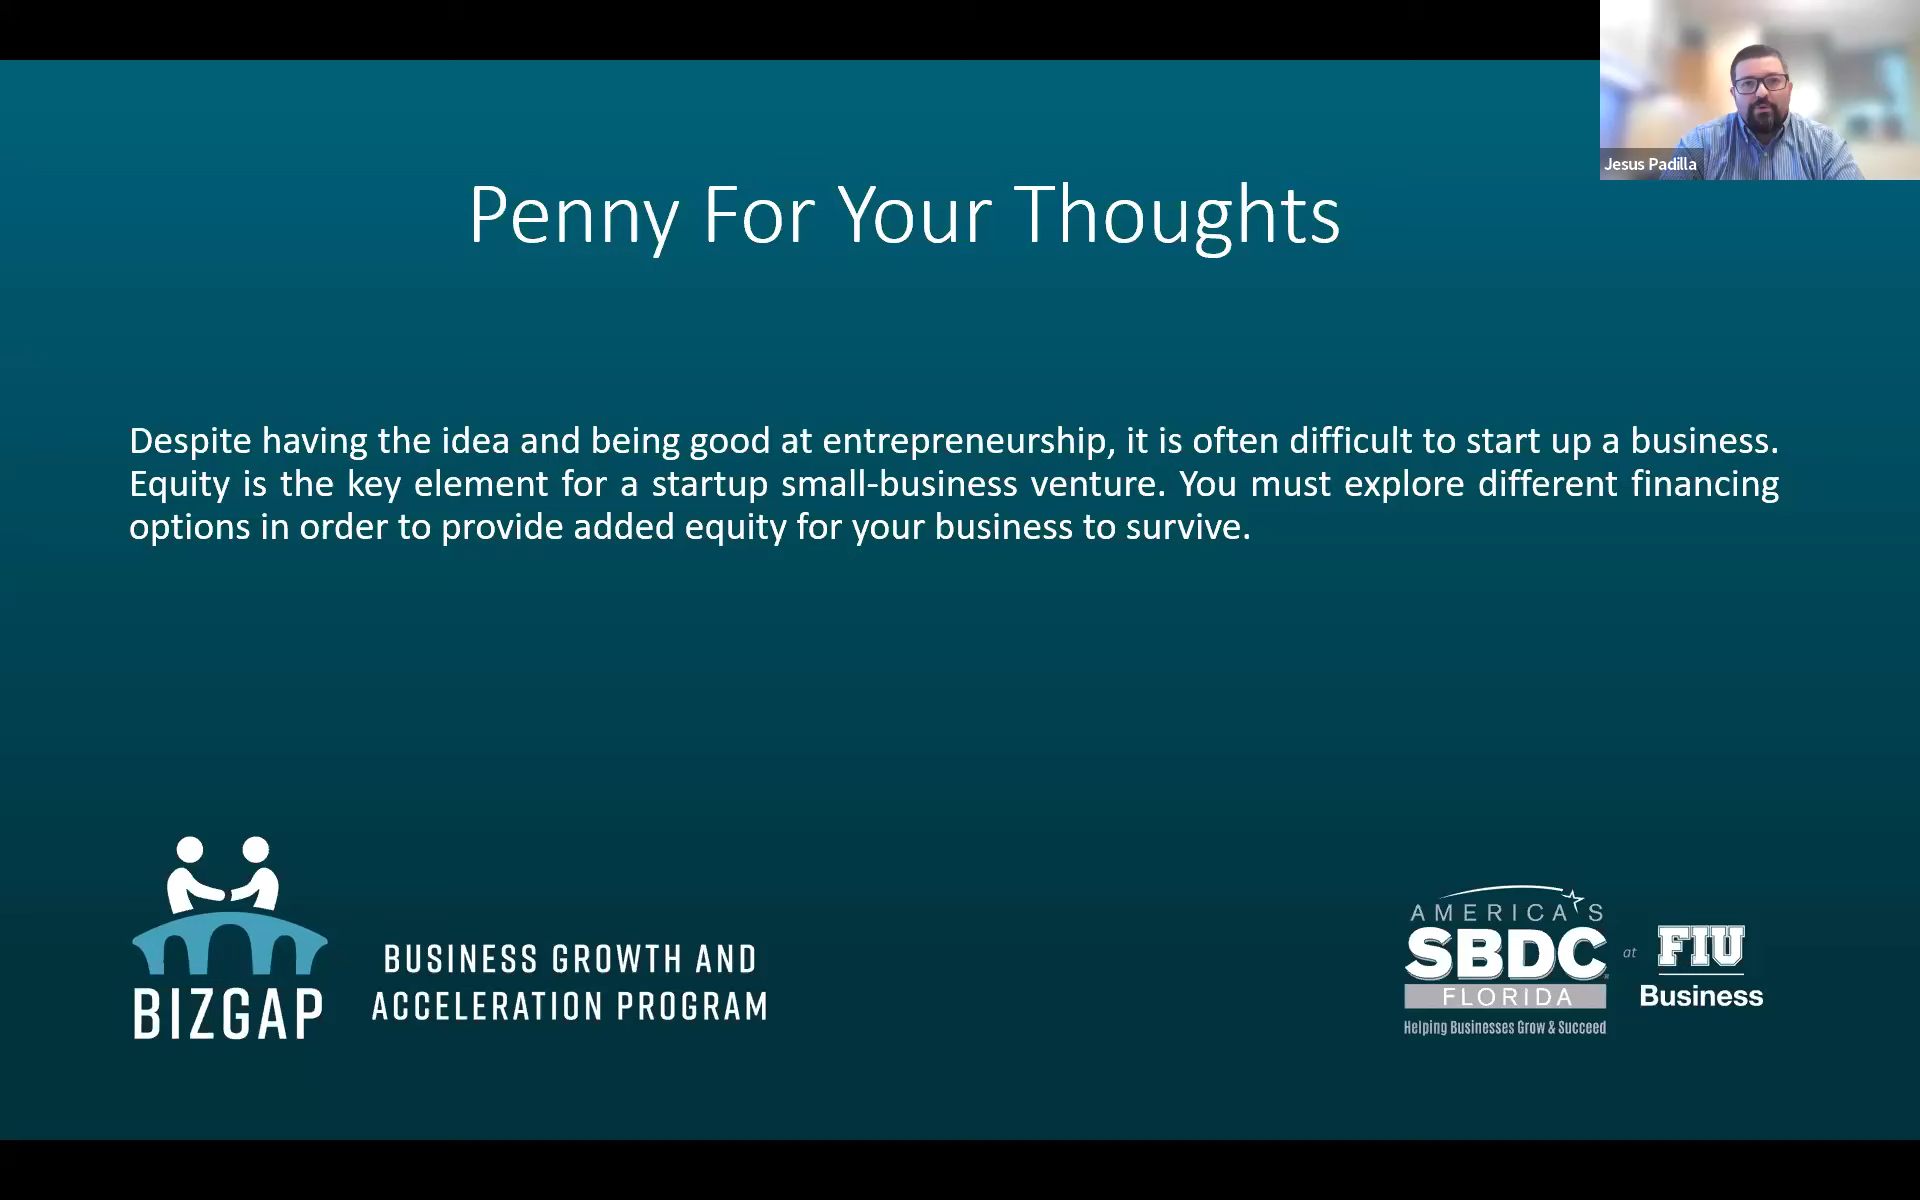 Jesus Padilla
Penny For Your Thoughts
Despite having the idea and being good at entrepreneurship, it is often difficult to start up a business.
Equity is the key element for a startup small-business venture. You must explore different financing
options in order to provide added equity for your business to survive.
BIZGAP
BUSINESS GROWTH AND
ACCELERATION PROGRAM
AMERICA'S
SBDC
FLORIDA
Helping Businesses Grow & Succeed
at
FIU
Business